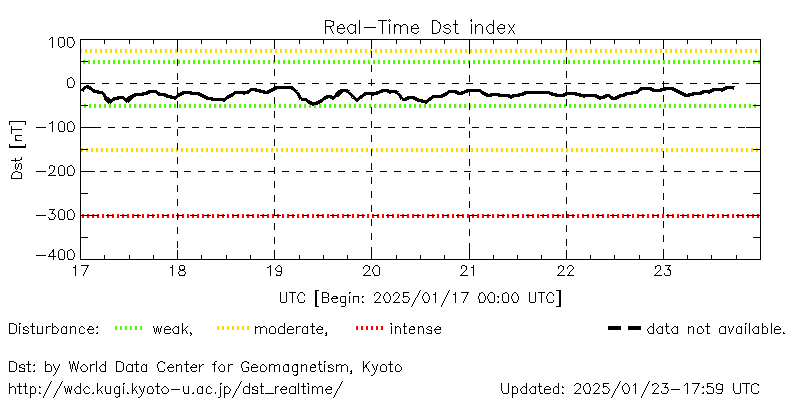 Real-Time Dst index
100
0
-100
-200
-300
-400
Dst [nT]
17 18 19 20 21 22 23
UTC [Begin: 2025/01/17 00:00 UTC]
Disturbance: weak, moderate, intense data not available.
Dst: by World Data Center for Geomagnetism, Kyoto
http://wdc.kugi.kyoto-u.ac.jp/dst_realtime/ Updated: 2025/01/23-17:59 UTC